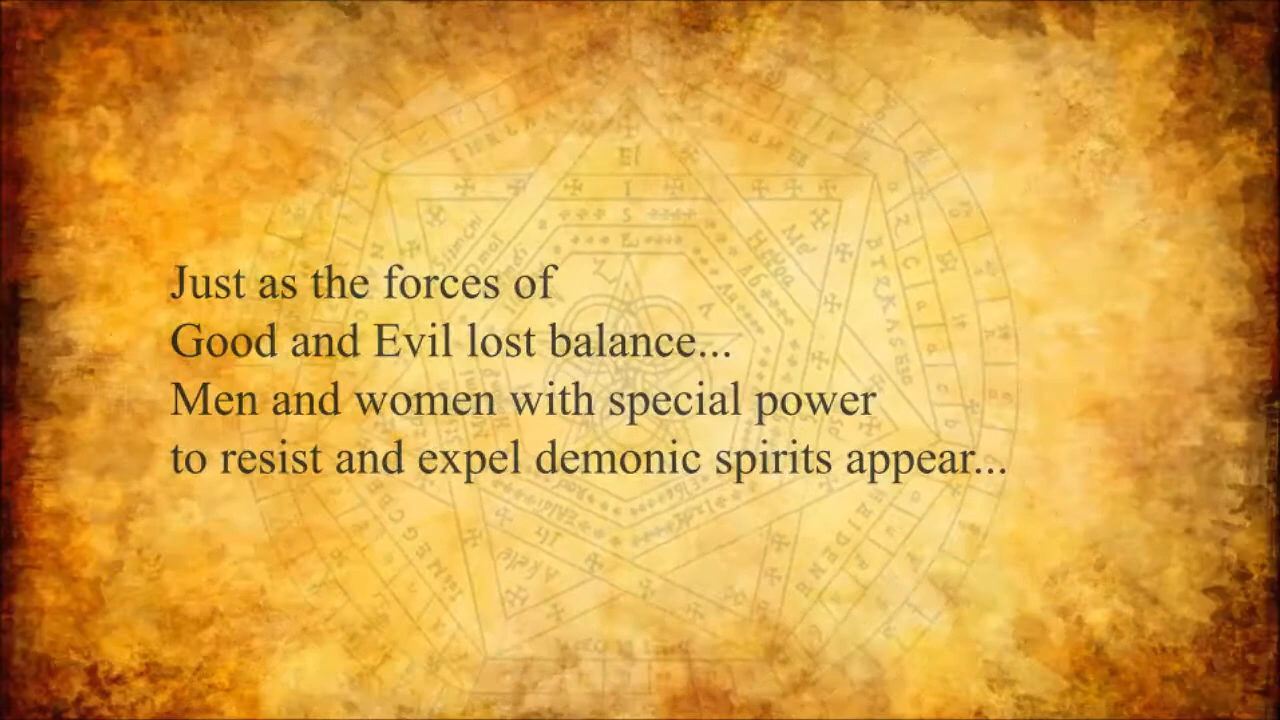 Just as the forces of
Good and Evil lost balance...
Men and women with special power
to resist and expel demonic spirits appear...